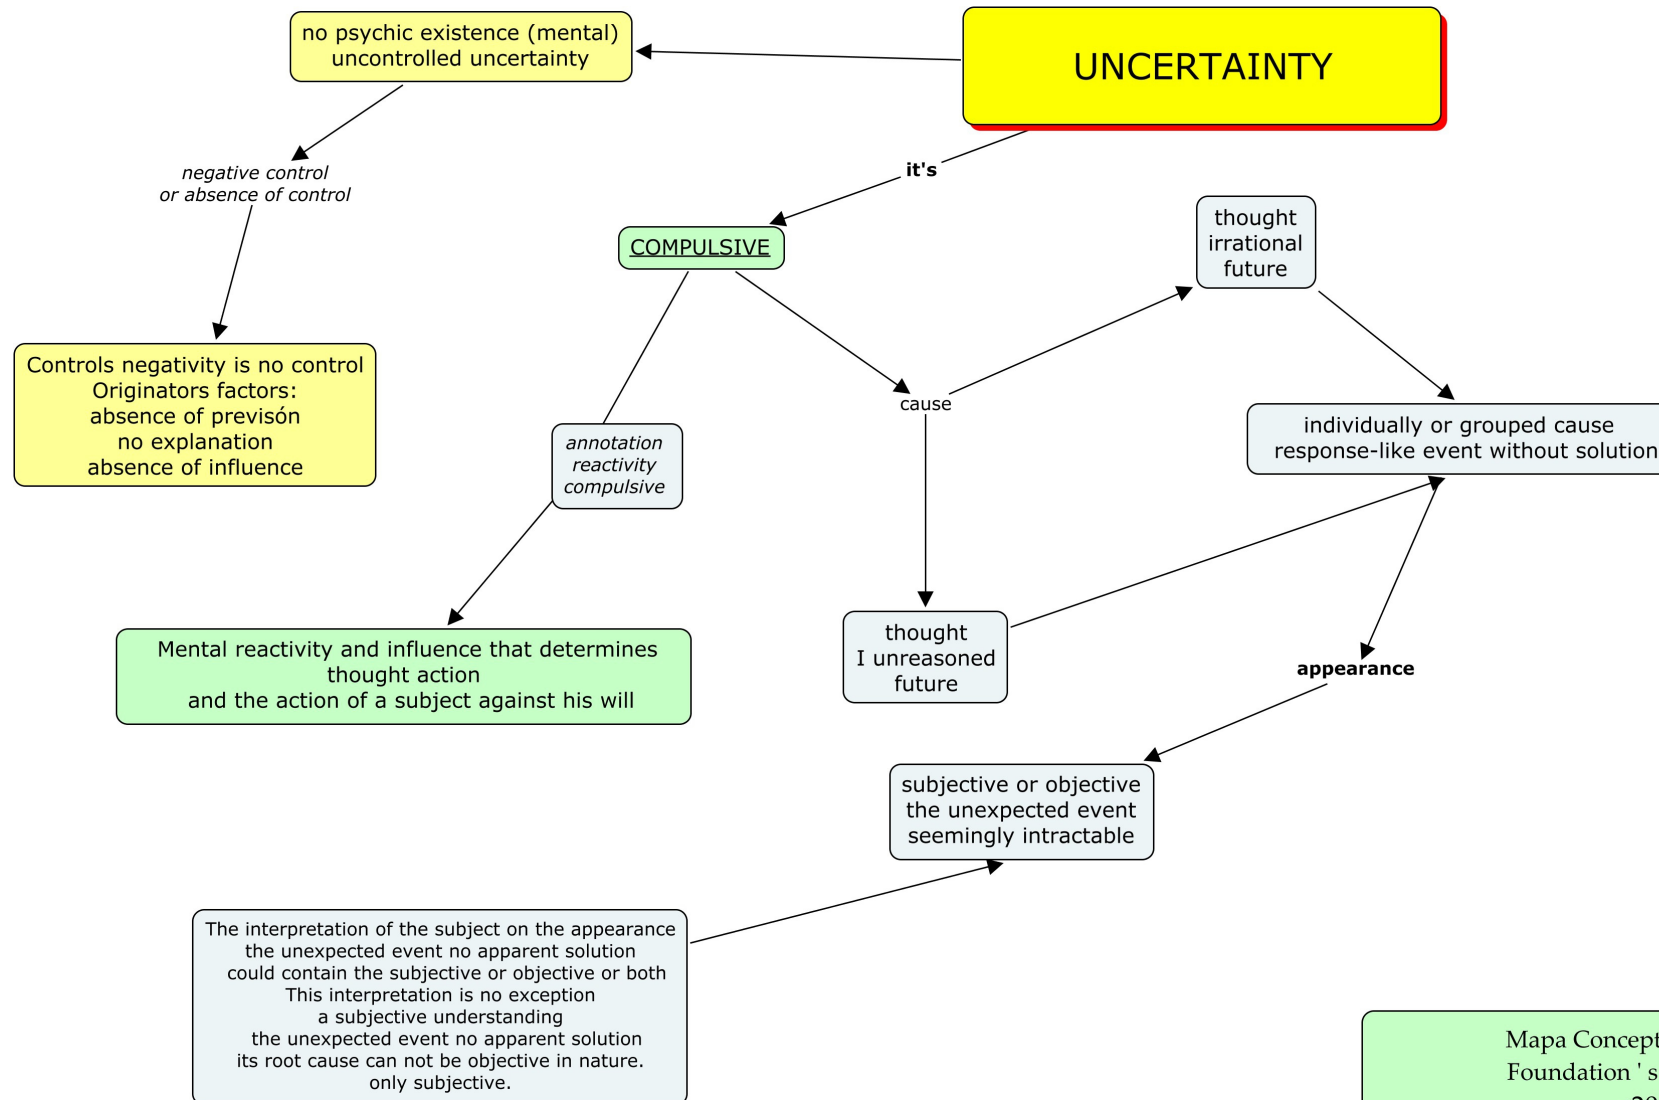 no psychic existence (mental)
uncontrolled uncertainty
UNCERTAINTY
negative control
or absence of control
it's
COMPULSIVE
thought
irrational
future
Controls negativity is no control
Originators factors:
absence of previsón
no explanation
absence of influence
cause
annotation
reactivity
compulsive
individually or grouped cause
response-like event without solution
Mental reactivity and influence that determines
thought action
and the action of a subject against his will
thought
I unreasoned
future
appearance
subjective or objective
the unexpected event
seemingly intractable
The interpretation of the subject on the appearance
the unexpected event no apparent solution
could contain the subjective or objective or both
This interpretation is no exception
a subjective understanding
the unexpected event no apparent solution
its root cause can not be objective in nature.
only subjective.
Mapa Concept
Foundation ' s